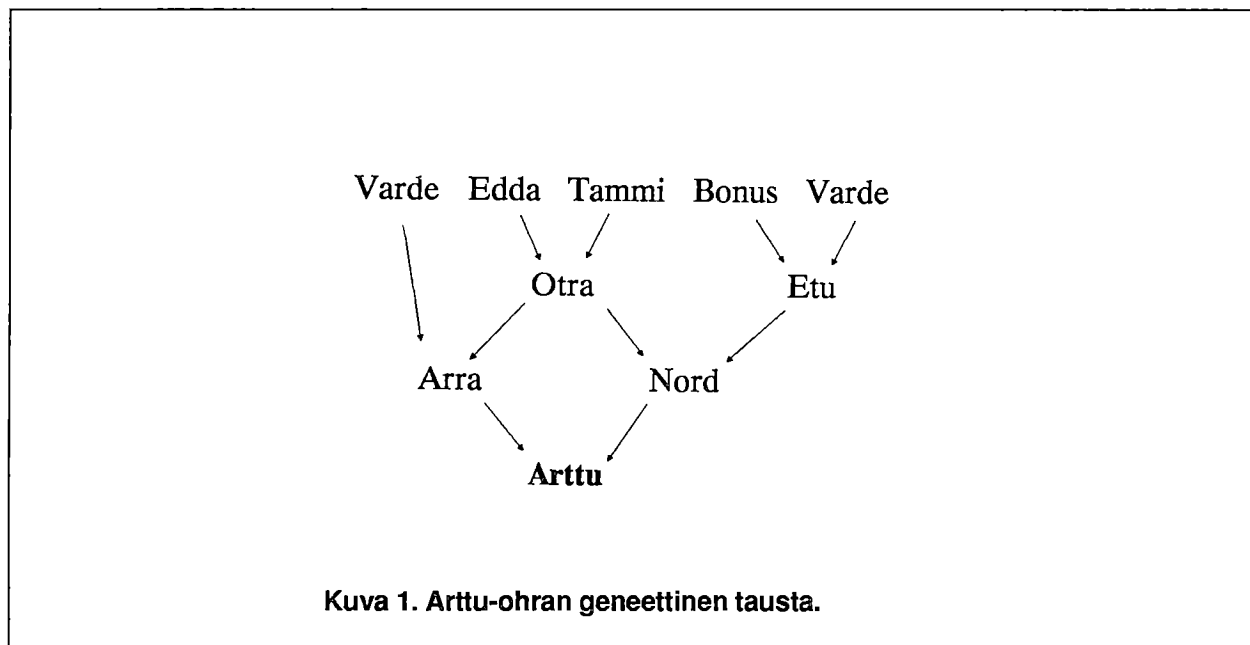 Varde Edda Tammi Bonus Varde
Otra Etu
Arra Nord
Arttu
Kuva 1. Arttu-ohran geneettinen tausta.